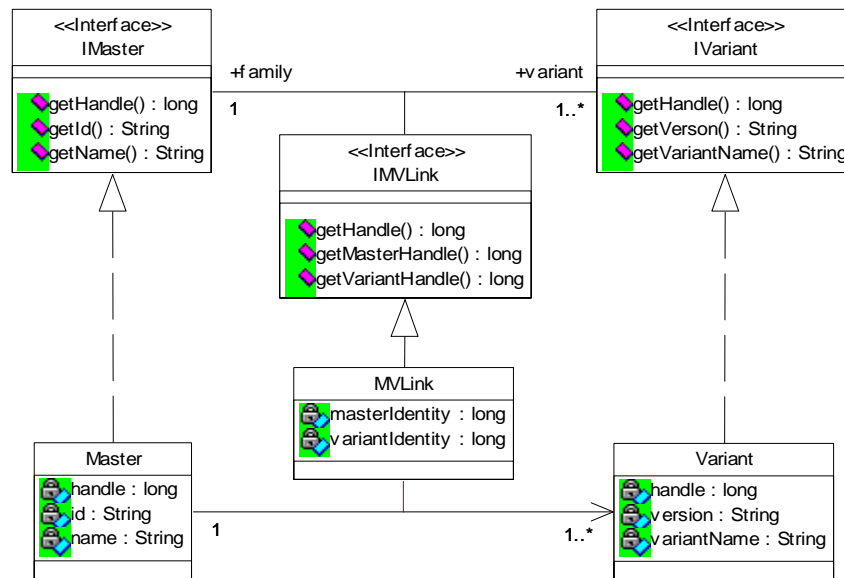 <<Interface>>
IMaster
getHandle() : long
getId() : String
getName() : String
+family
1
+variant
1..*
<<Interface>>
IVariant
getHandle() : long
getVerson() : String
getVariantName() : String
<<Interface>>
IMVLink
getHandle() : long
getMasterHandle() : long
getVariantHandle() : long
MVLink
masterIdentity : long
variantIdentity : long
Master
handle : long
id : String
name : String
1
1..*
Variant
handle : long
version : String
variantName : String